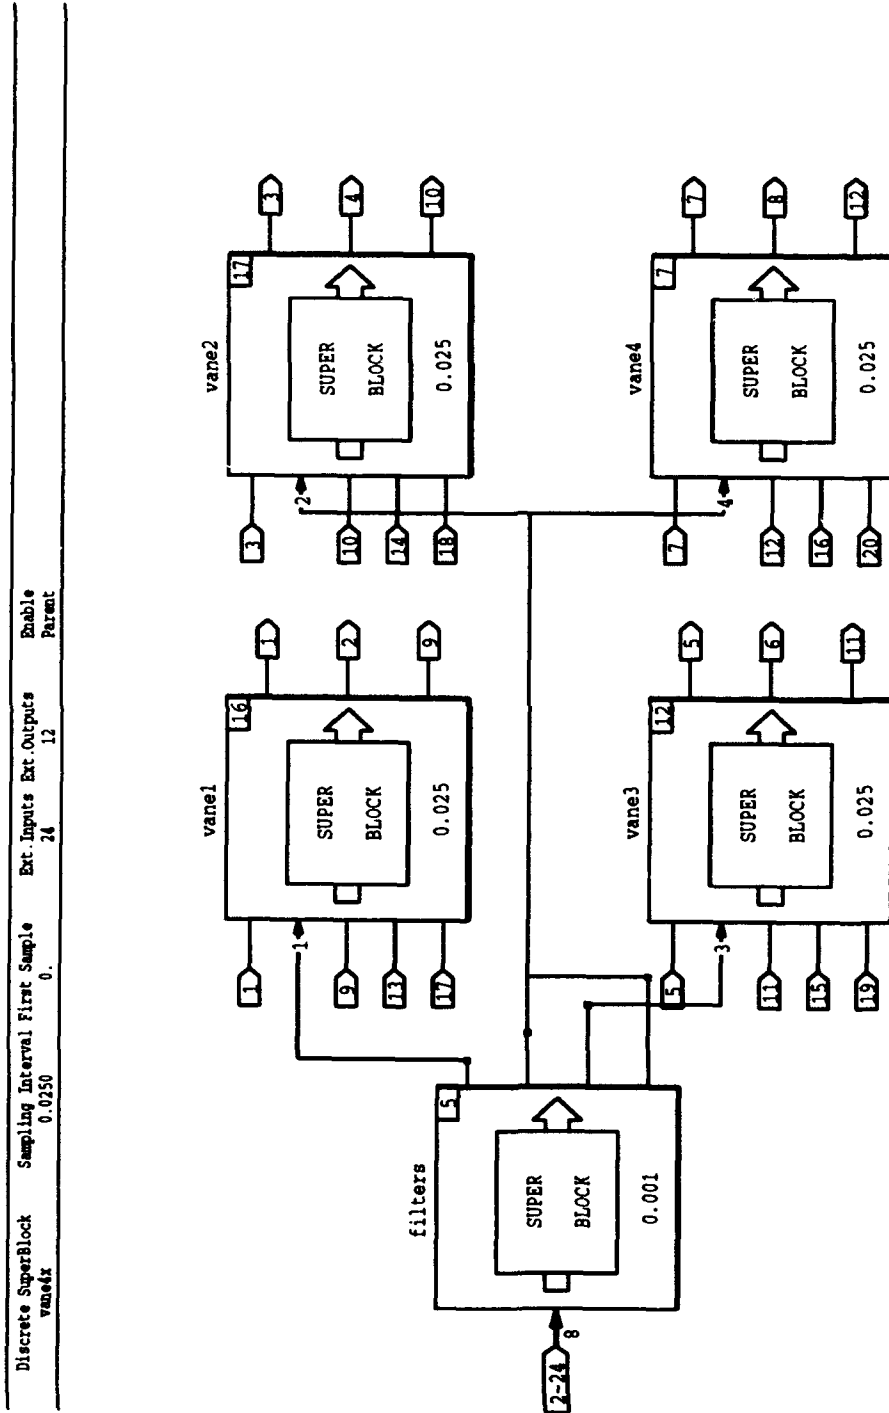 Discrete SuperBlock Sampling Interval First Sample Ext.Inputs Ext.Outputs Enable
vane4x 0.0250 0. 24 12 Parent
vane1
16
1
1
9
13
17
SUPER
BLOCK
0.025
1
2
9
vane2
17
3
2
10
14
18
SUPER
BLOCK
0.025
3
4
10
filters
5
2-24
8
SUPER
BLOCK
0.001
vane3
12
5
3
11
15
19
SUPER
BLOCK
0.025
5
6
11
vane4
7
7
4
12
16
20
SUPER
BLOCK
0.025
7
8
12